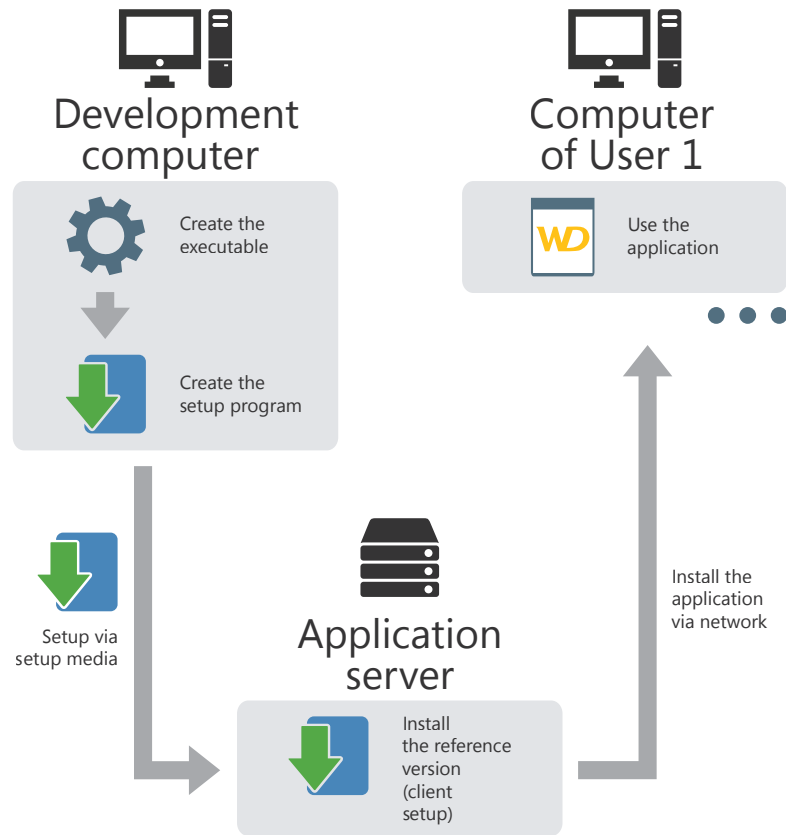 Development
computer
Create the
executable
Create the
setup program
Computer
of User 1
WD
Use the
application
Setup via
setup media
Application
server
Install
the reference
version
(client
setup)
Install the
application
via network